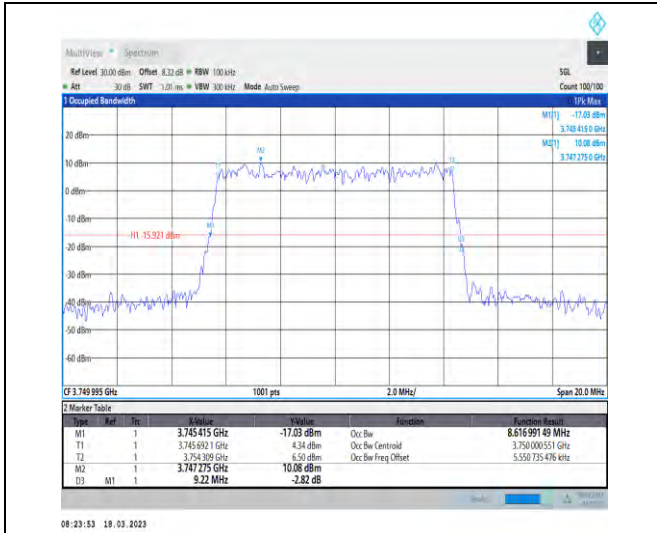 MultiView Spectrum
Ref Level 30.00 dBm Offset 8.32 dB RBW 100 kHz SGL
Att 30 dB SWT 1.01 ms VBW 300 kHz Mode Auto Sweep Count 100/100
1 Occupied Bandwidth 1Pk Max
M1[1] -17.03 dBm
3.745 415 0 GHz
M2[1] 10.08 dBm
3.747 275 0 GHz
20 dBm
M2
10 dBm
T1 T2
0 dBm
-10 dBm
M1
H1 -15.921 dBm
D3
-20 dBm
-30 dBm
-40 dBm
-50 dBm
-60 dBm
CF 3.749 995 GHz 1001 pts 2.0 MHz/ Span 20.0 MHz
2 Marker Table
Type Ref Trc X-Value Y-Value Function Function Result
M1 1 3.745 415 GHz -17.03 dBm Occ Bw 8.616 991 49 MHz
T1 1 3.745 692 1 GHz 4.34 dBm Occ Bw Centroid 3.750 000 551 GHz
T2 1 3.754 309 GHz 6.50 dBm Occ Bw Freq Offset 5.550 735 476 kHz
M2 1 3.747 275 GHz 10.08 dBm
D3 M1 1 9.22 MHz -2.82 dB
08:23:53 18.03.2023